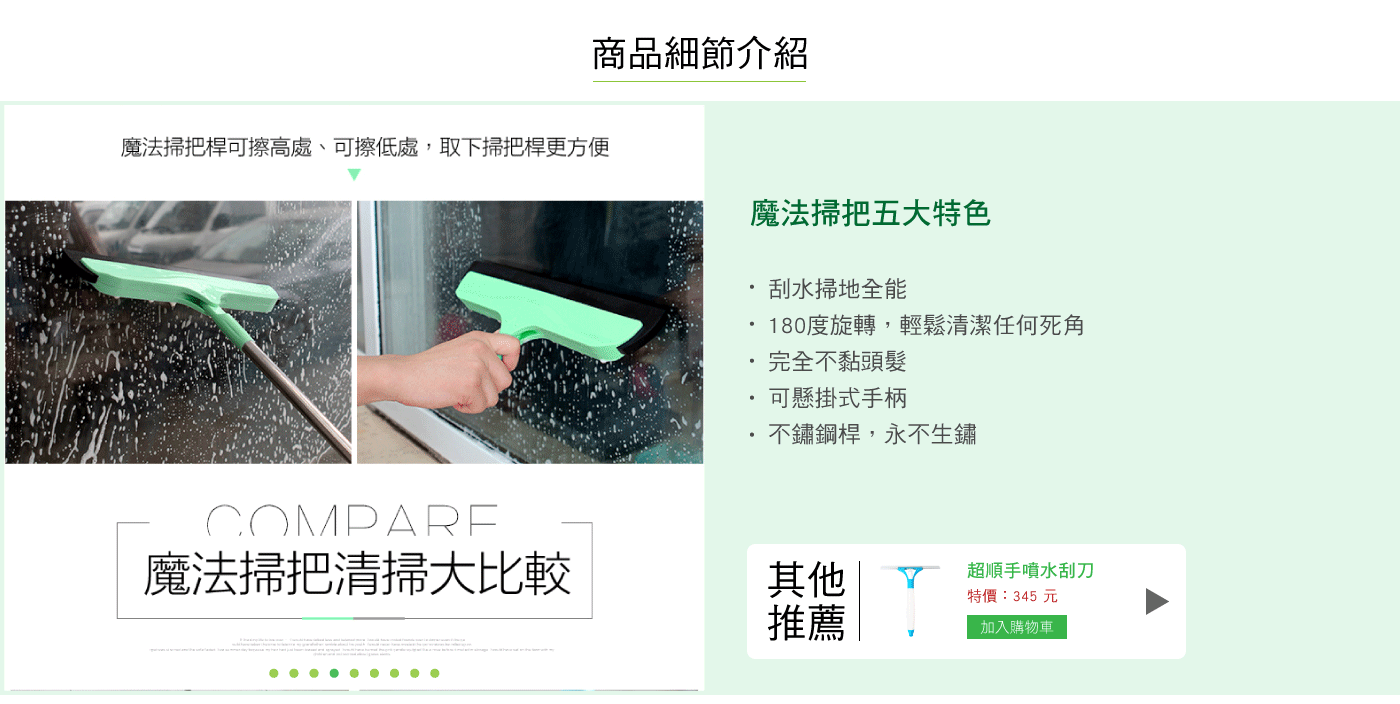 商品細節介紹
魔法掃把桿可擦高處、可擦低處，取下掃把桿更方便
COMPARE
魔法掃把清掃大比較
魔法掃把五大特色
• 刮水掃地全能
• 180度旋轉，輕鬆清潔任何死角
• 完全不黏頭髮
• 可懸掛式手柄
• 不鏽鋼桿，永不生鏽
其他
推薦
超順手噴水刮刀
特價：345 元
加入購物車